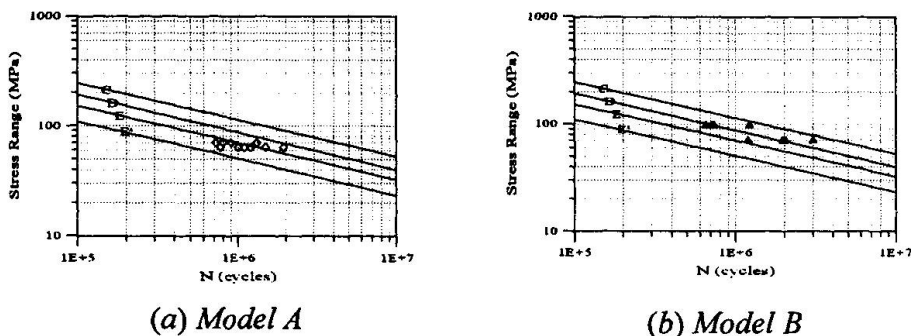 1000
Stress Range (MPa)
100
10
C
D
E
E'
1E+5
1E+6
1E+7
N (cycles)
(a) Model A
1000
Stress Range (MPa)
100
10
C
D
E
E'
1E+5
1E+6
1E+7
N (cycles)
(b) Model B